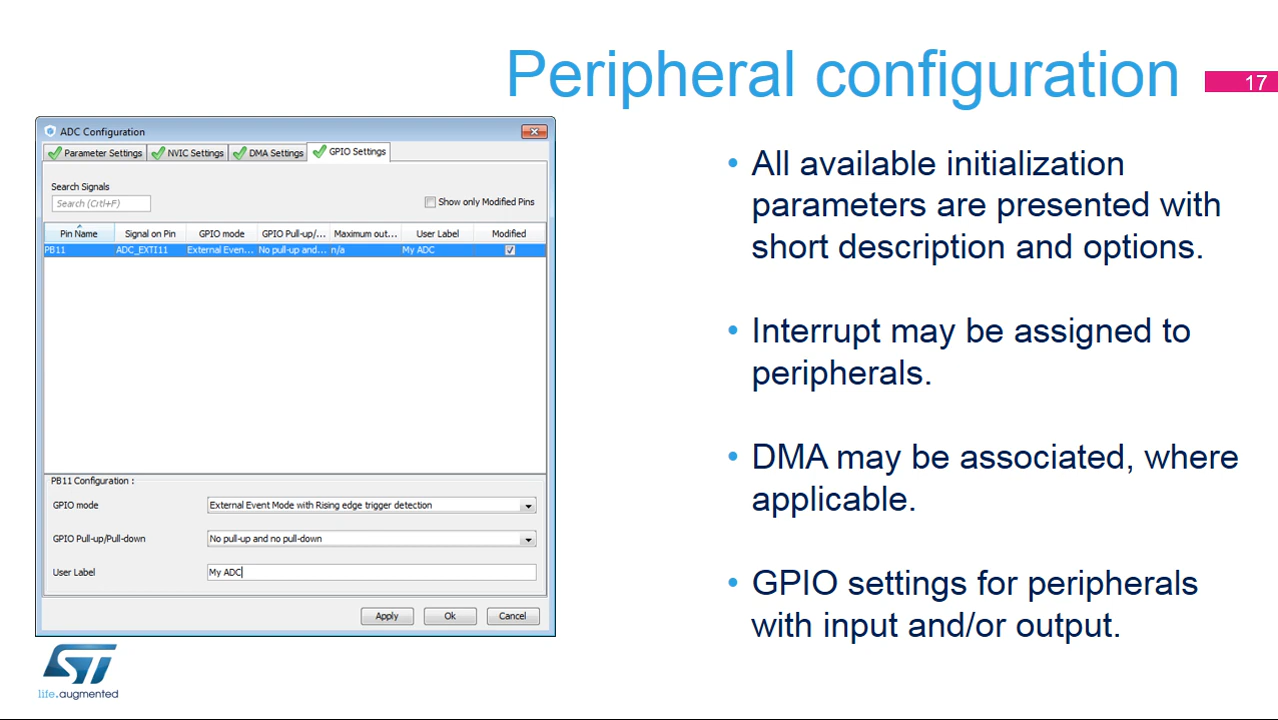 Peripheral configuration
17
ADC Configuration
Parameter Settings NVIC Settings DMA Settings GPIO Settings
Search Signals
Search (Crtl+F)
Show only Modified Pins
Pin Name Signal on Pin GPIO mode GPIO Pull-up/... Maximum out... User Label Modified
PB11 ADC_EXTI11 External Even... No pull-up and... n/a My ADC
PB11 Configuration :
GPIO mode External Event Mode with Rising edge trigger detection
GPIO Pull-up/Pull-down No pull-up and no pull-down
User Label My ADC
Apply Ok Cancel
• All available initialization
parameters are presented with
short description and options.
• Interrupt may be assigned to
peripherals.
• DMA may be associated, where
applicable.
• GPIO settings for peripherals
with input and/or output.
ST
life.augmented